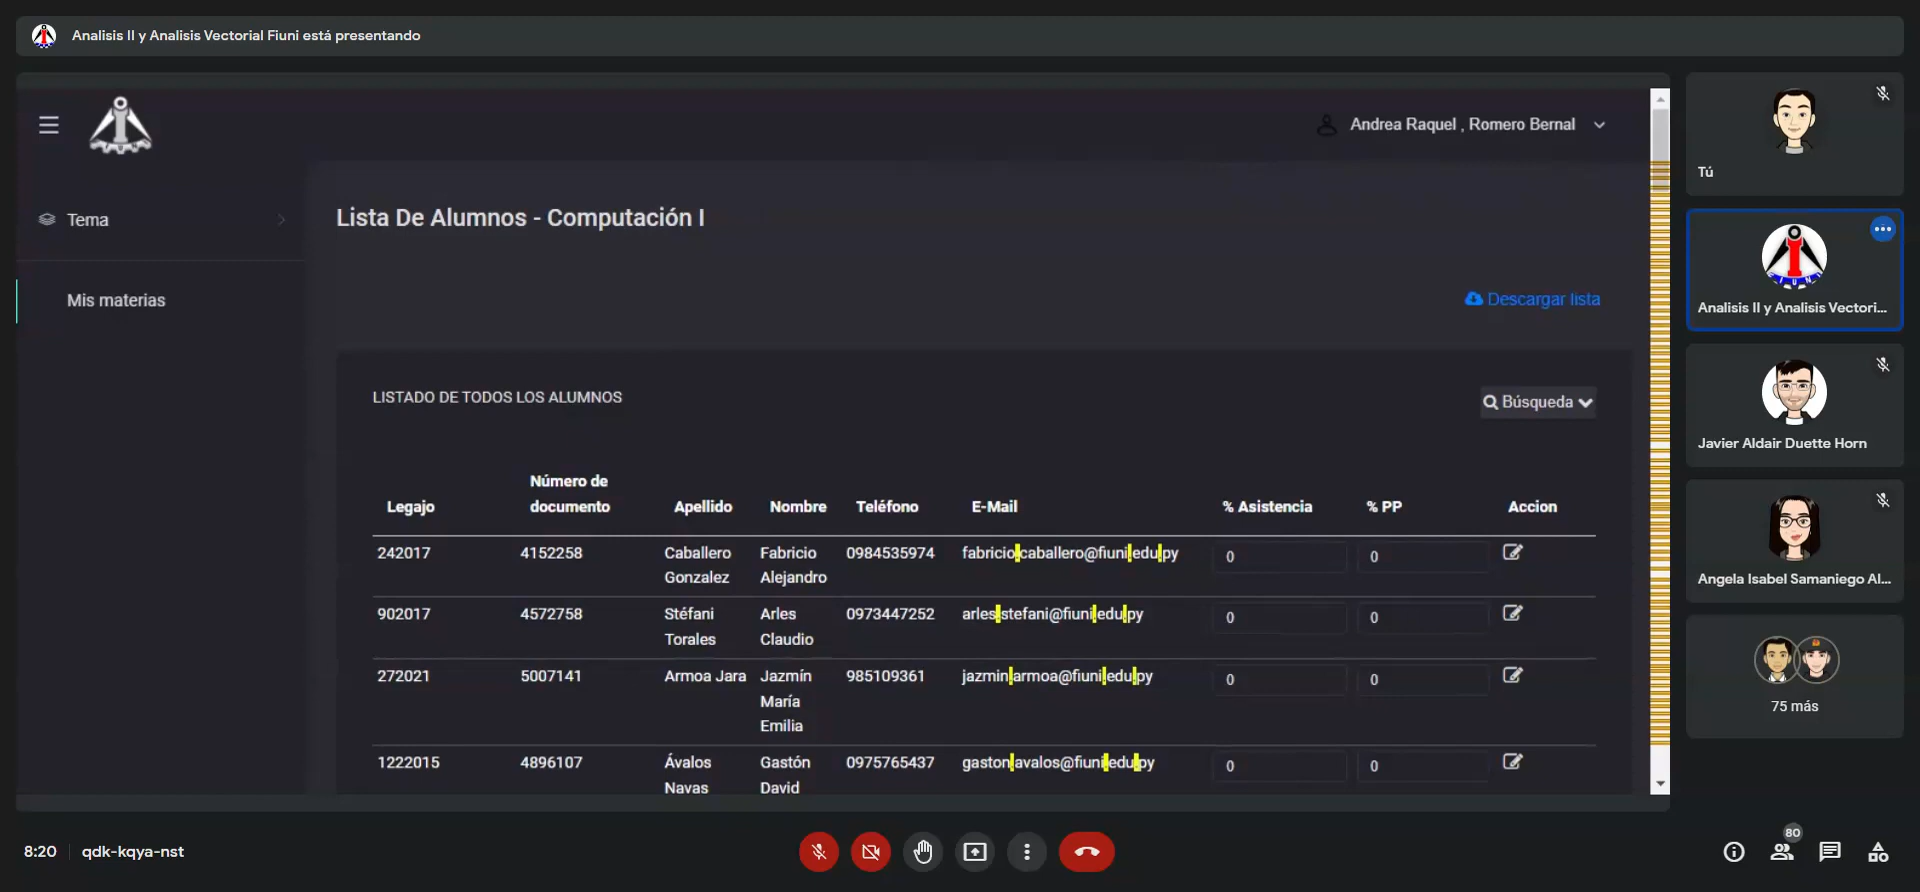 Analisis II y Analisis Vectorial Fiuni está presentando
Andrea Raquel , Romero Bernal
Tema
Mis materias
Lista De Alumnos - Computación I
Descargar lista
LISTADO DE TODOS LOS ALUMNOS
Búsqueda
Legajo Número de documento Apellido Nombre Teléfono E-Mail % Asistencia % PP Accion
242017 4152258 Caballero Gonzalez Fabricio Alejandro 0984535974 fabricio.caballero@fiuni.edu.py 0 0
902017 4572758 Stéfani Torales Arles Claudio 0973447252 arles.stefani@fiuni.edu.py 0 0
272021 5007141 Armoa Jara Jazmín María Emilia 985109361 jazmin.armoa@fiuni.edu.py 0 0
1222015 4896107 Ávalos Navas Gastón David 0975765437 gaston.avalos@fiuni.edu.py 0 0
Tú
Analisis II y Analisis Vectori...
Javier Aldair Duette Horn
Angela Isabel Samaniego Al...
75 más
8:20 qdk-kqya-nst
80